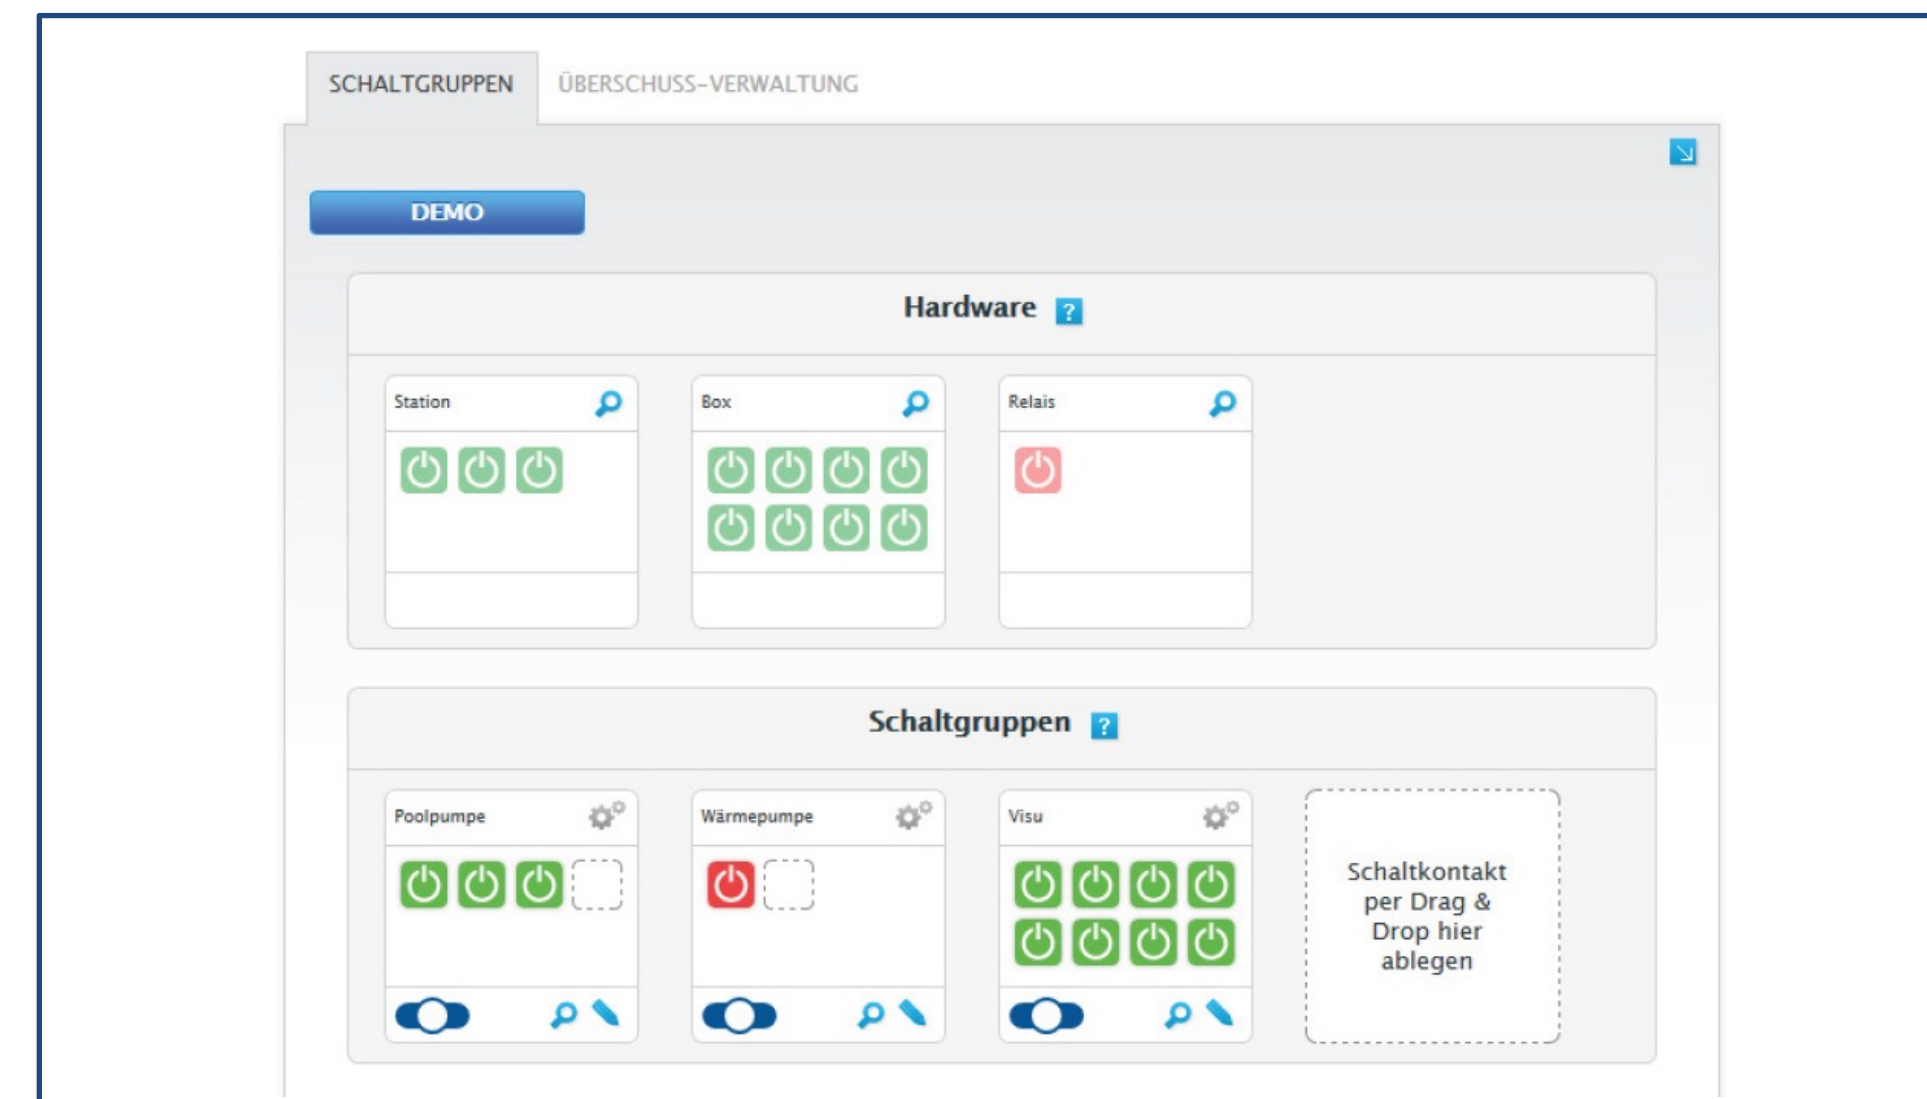 SCHALTGRUPPEN ÜBERSCHUSS-VERWALTUNG
DEMO
Hardware ?
Station Box Relais
Schaltgruppen ?
Poolpumpe Wärmepumpe Visu
Schaltkontakt
per Drag &
Drop hier
ablegen